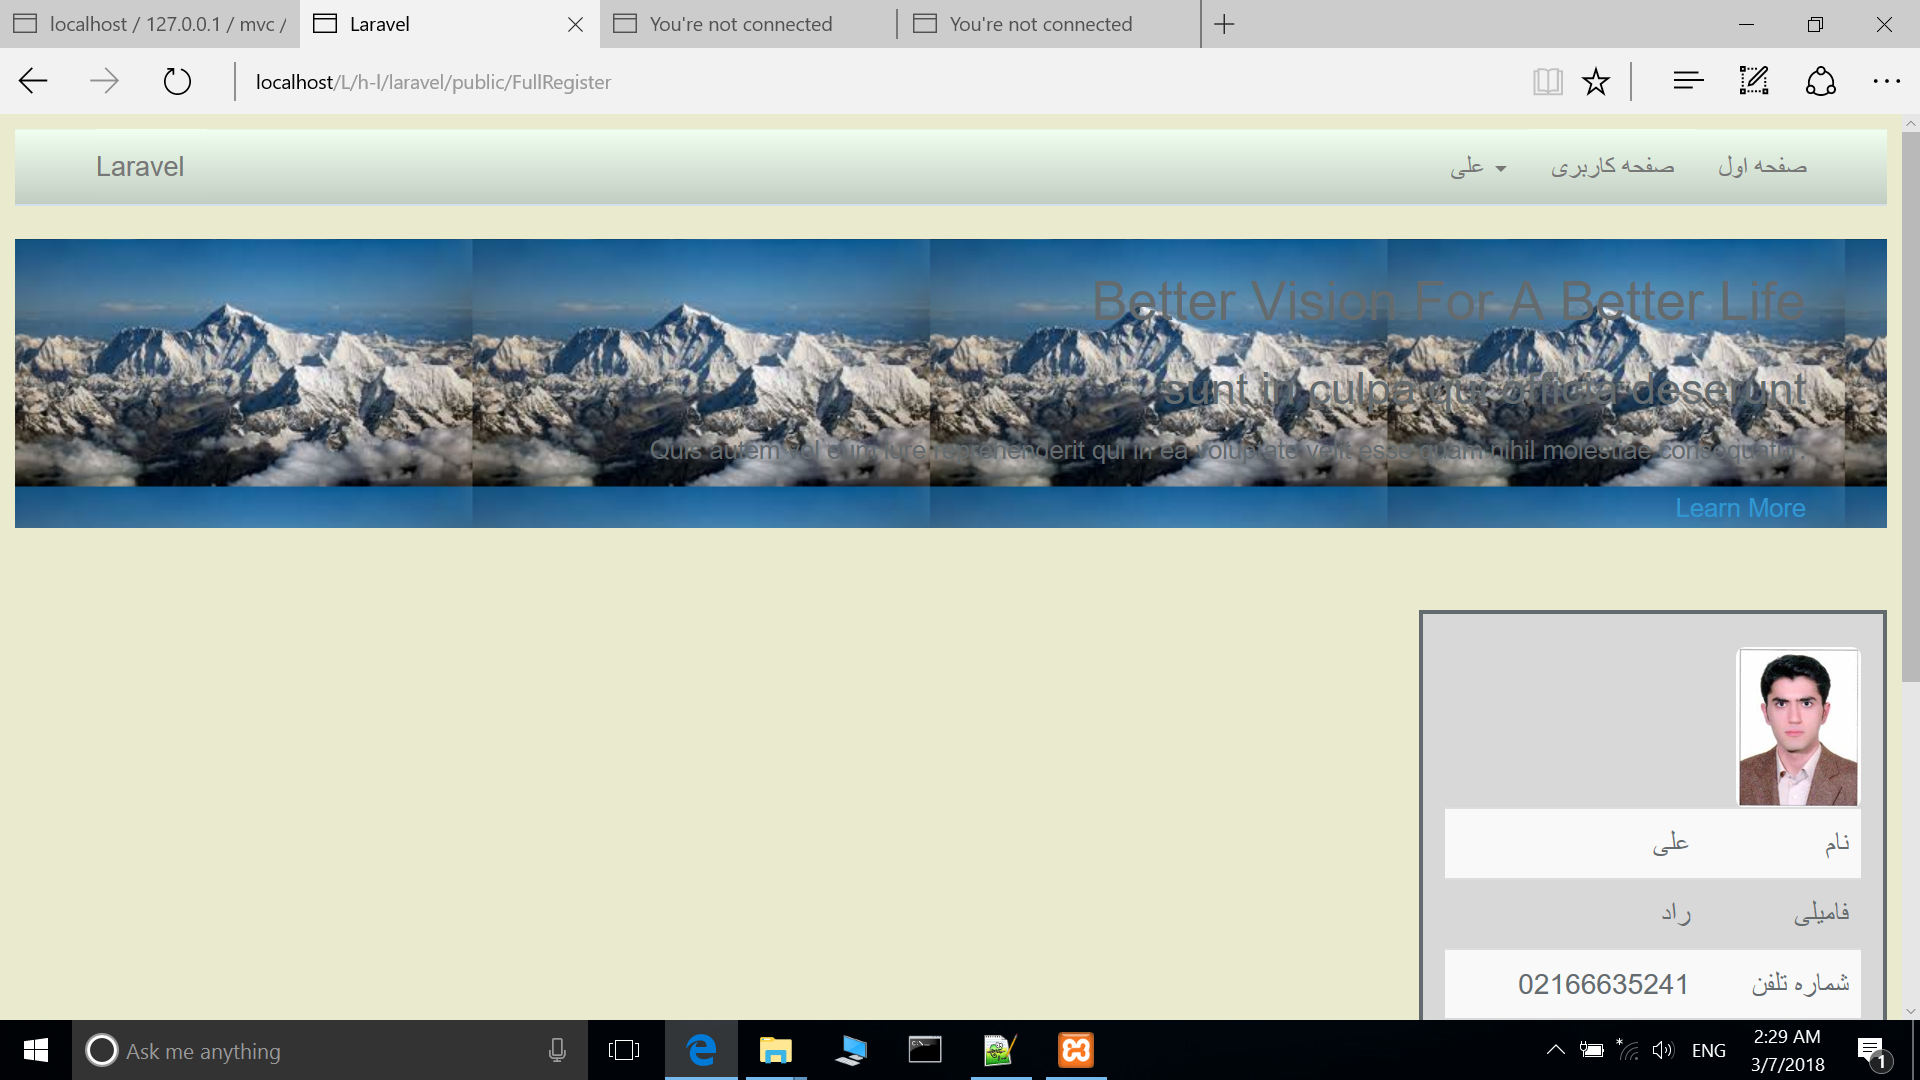 localhost / 127.0.0.1 / mvc /
Laravel
You're not connected
You're not connected
localhost/L/h-l/laravel/public/FullRegister
Laravel
صفحه اول
صفحه کاربری
علی
Better Vision For A Better Life
sunt in culpa qui officia deserunt
Quis autem vel eum iure reprehenderit qui in ea voluptate velit esse quam nihil molestiae consequatur.
Learn More
نام علی
فامیلی راد
شماره تلفن 02166635241
Ask me anything
ENG
2:29 AM
3/7/2018
1